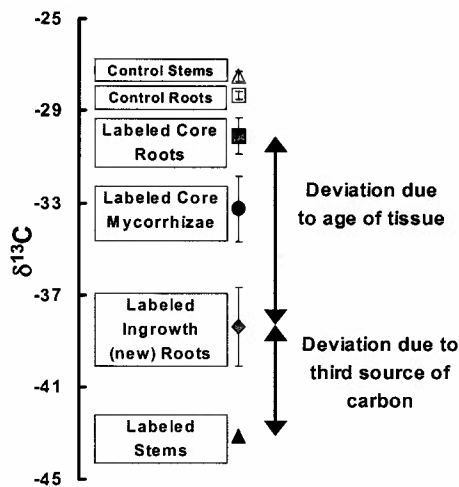 -25
-29
-33
-37
-41
-45
δ¹³C
Control Stems
Control Roots
Labeled Core
Roots
Labeled Core
Mycorrhizae
Labeled
Ingrowth
(new) Roots
Labeled
Stems
Deviation due
to age of tissue
Deviation due to
third source of
carbon